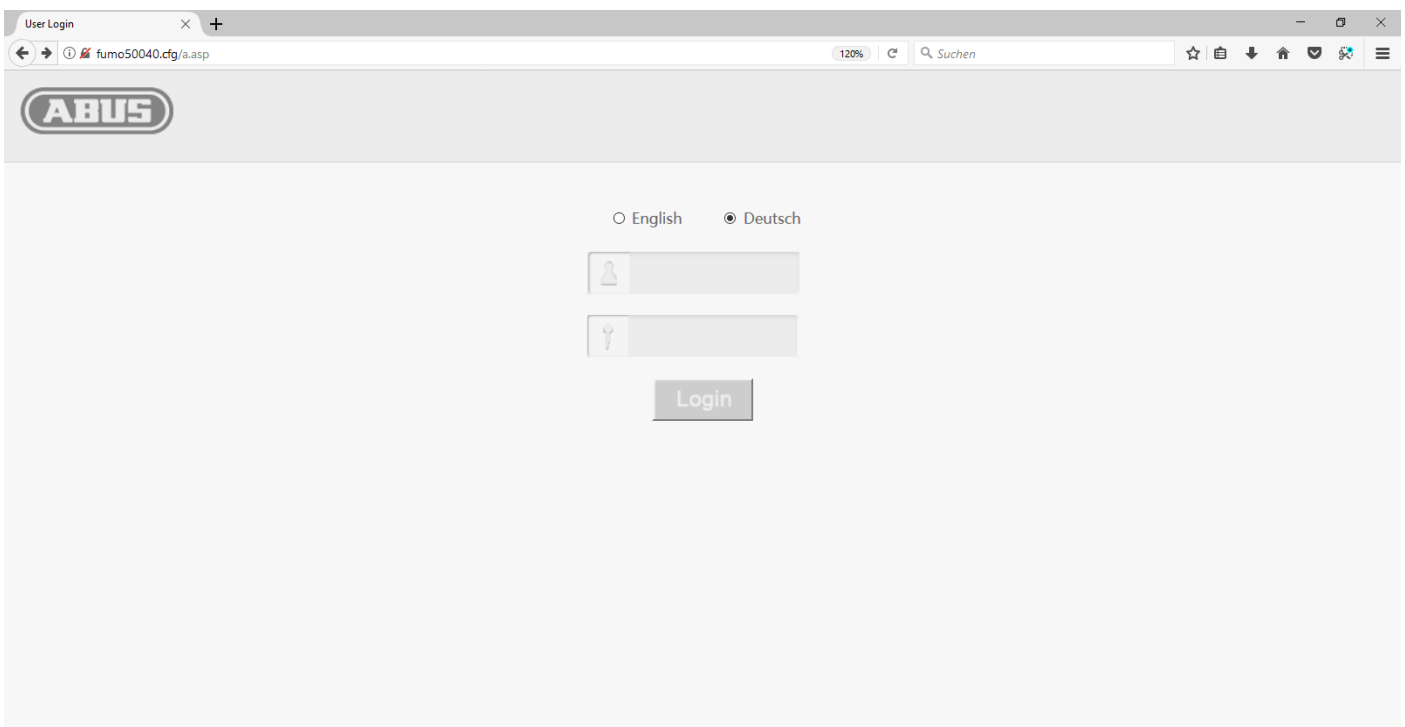 User Login
fumo50040.cfg/a.asp
120%
Suchen
ABUS
English
Deutsch
Login